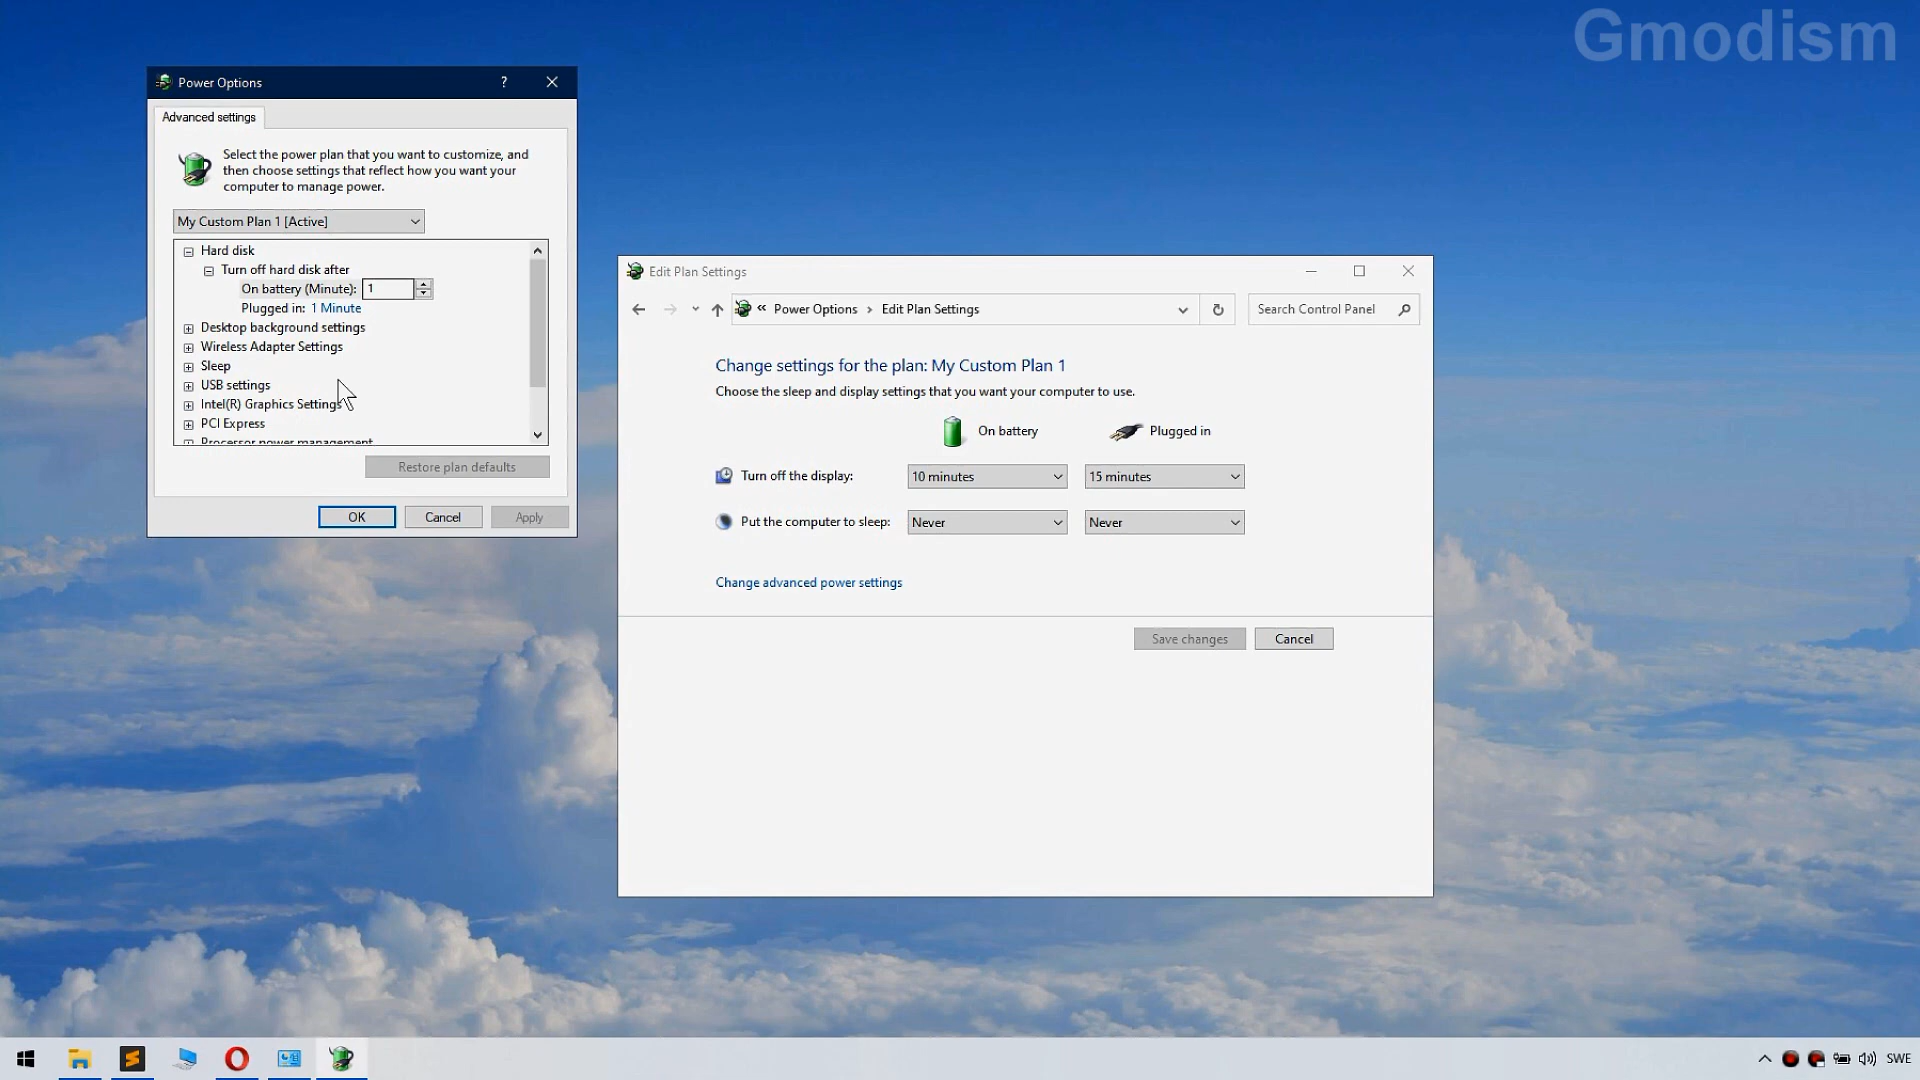 Gmodism
Power Options
?
Advanced settings
Select the power plan that you want to customize, and
then choose settings that reflect how you want your
computer to manage power.
My Custom Plan 1 [Active]
Hard disk
Turn off hard disk after
On battery (Minute): 1
Plugged in: 1 Minute
Desktop background settings
Wireless Adapter Settings
Sleep
USB settings
Intel(R) Graphics Settings
PCI Express
Processor power management
Restore plan defaults
OK Cancel Apply
Edit Plan Settings
« Power Options › Edit Plan Settings Search Control Panel
Change settings for the plan: My Custom Plan 1
Choose the sleep and display settings that you want your computer to use.
On battery Plugged in
Turn off the display: 10 minutes 15 minutes
Put the computer to sleep: Never Never
Change advanced power settings
Save changes Cancel
SWE